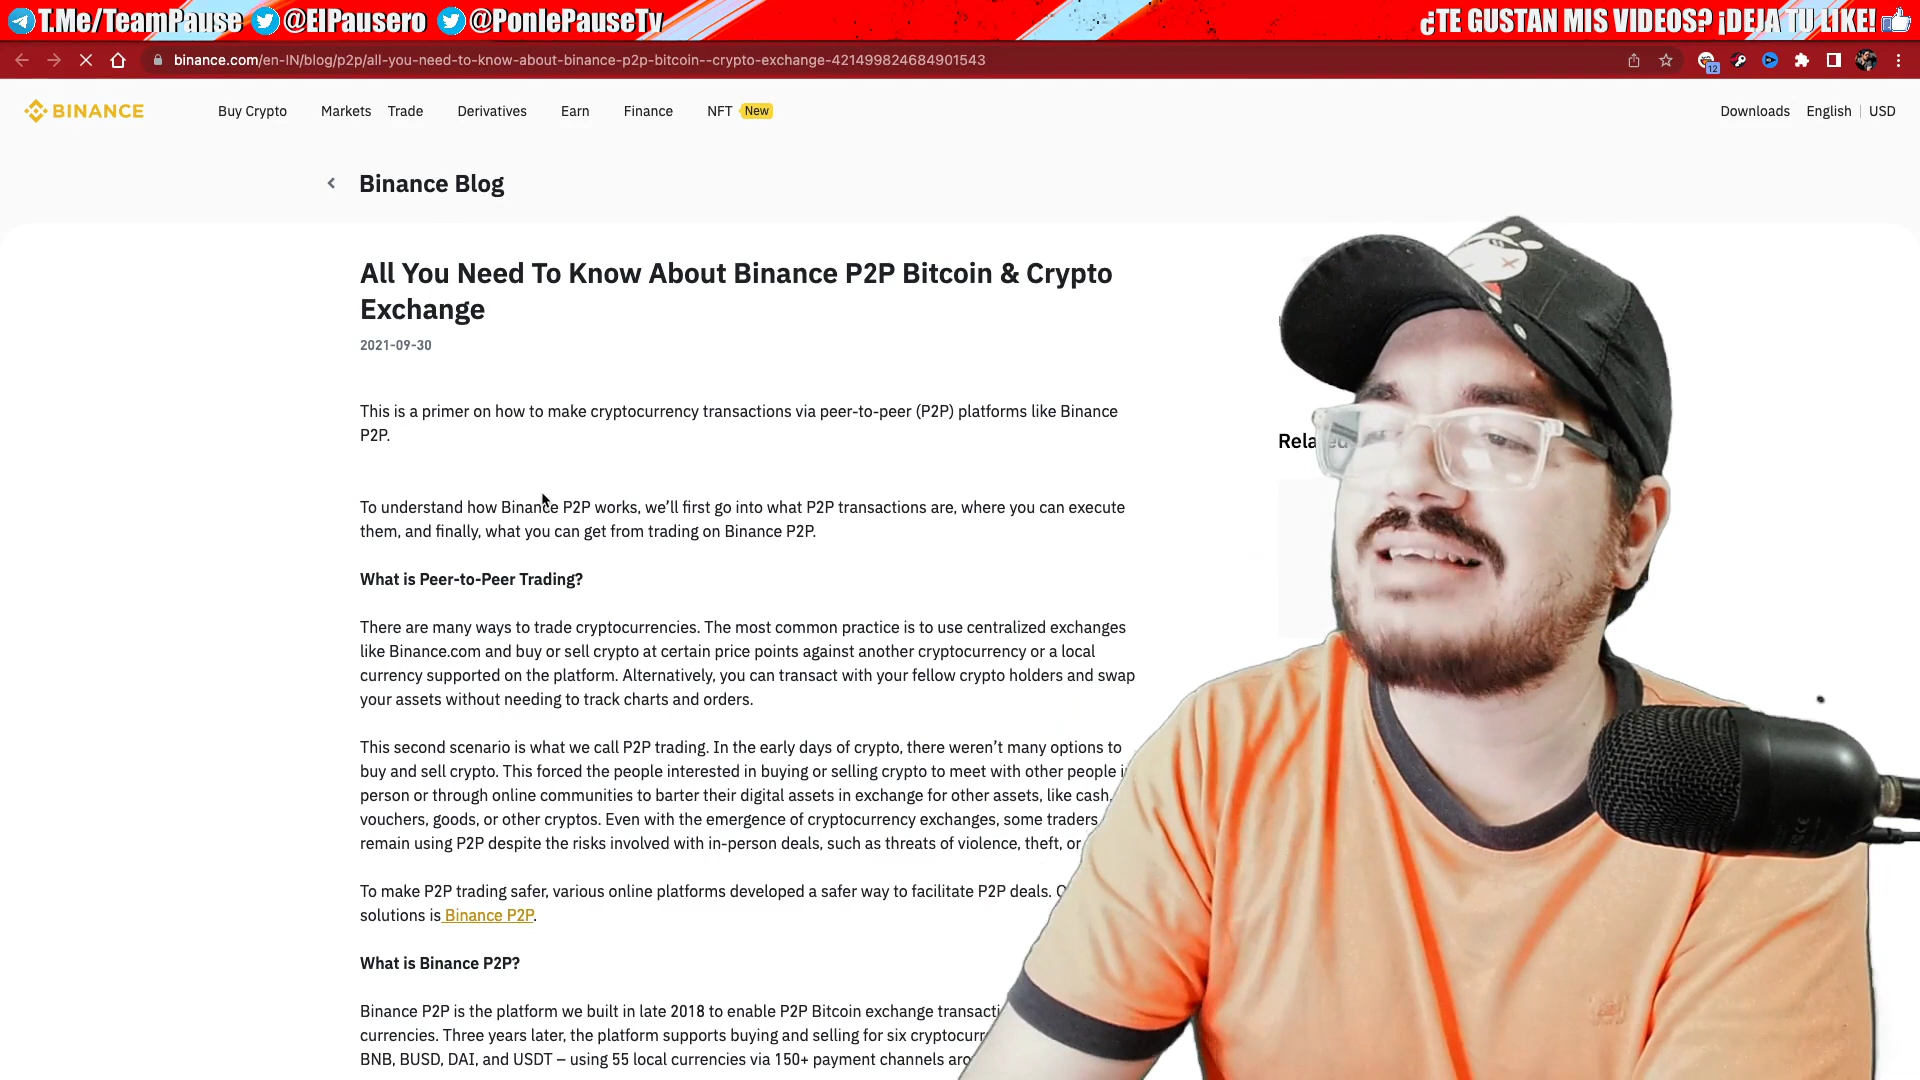 T.Me/TeamPause @ElPausero @PonlePauseTv ¿TE GUSTAN MIS VIDEOS? ¡DEJA TU LIKE!
binance.com/en-IN/blog/p2p/all-you-need-to-know-about-binance-p2p-bitcoin--crypto-exchange-421499824684901543
12
BINANCE Buy Crypto Markets Trade Derivatives Earn Finance NFT New Downloads English USD
Binance Blog
All You Need To Know About Binance P2P Bitcoin & Crypto
Exchange
2021-09-30
This is a primer on how to make cryptocurrency transactions via peer-to-peer (P2P) platforms like Binance
P2P.
Rela
To understand how Binance P2P works, we’ll first go into what P2P transactions are, where you can execute
them, and finally, what you can get from trading on Binance P2P.
What is Peer-to-Peer Trading?
There are many ways to trade cryptocurrencies. The most common practice is to use centralized exchanges
like Binance.com and buy or sell crypto at certain price points against another cryptocurrency or a local
currency supported on the platform. Alternatively, you can transact with your fellow crypto holders and swap
your assets without needing to track charts and orders.
This second scenario is what we call P2P trading. In the early days of crypto, there weren’t many options to
buy and sell crypto. This forced the people interested in buying or selling crypto to meet with other people
person or through online communities to barter their digital assets in exchange for other assets, like cash,
vouchers, goods, or other cryptos. Even with the emergence of cryptocurrency exchanges, some traders
remain using P2P despite the risks involved with in-person deals, such as threats of violence, theft, or
To make P2P trading safer, various online platforms developed a safer way to facilitate P2P deals.
solutions is Binance P2P.
What is Binance P2P?
Binance P2P is the platform we built in late 2018 to enable P2P Bitcoin exchange transacti
currencies. Three years later, the platform supports buying and selling for six cryptocurr
BNB, BUSD, DAI, and USDT – using 55 local currencies via 150+ payment channels aro